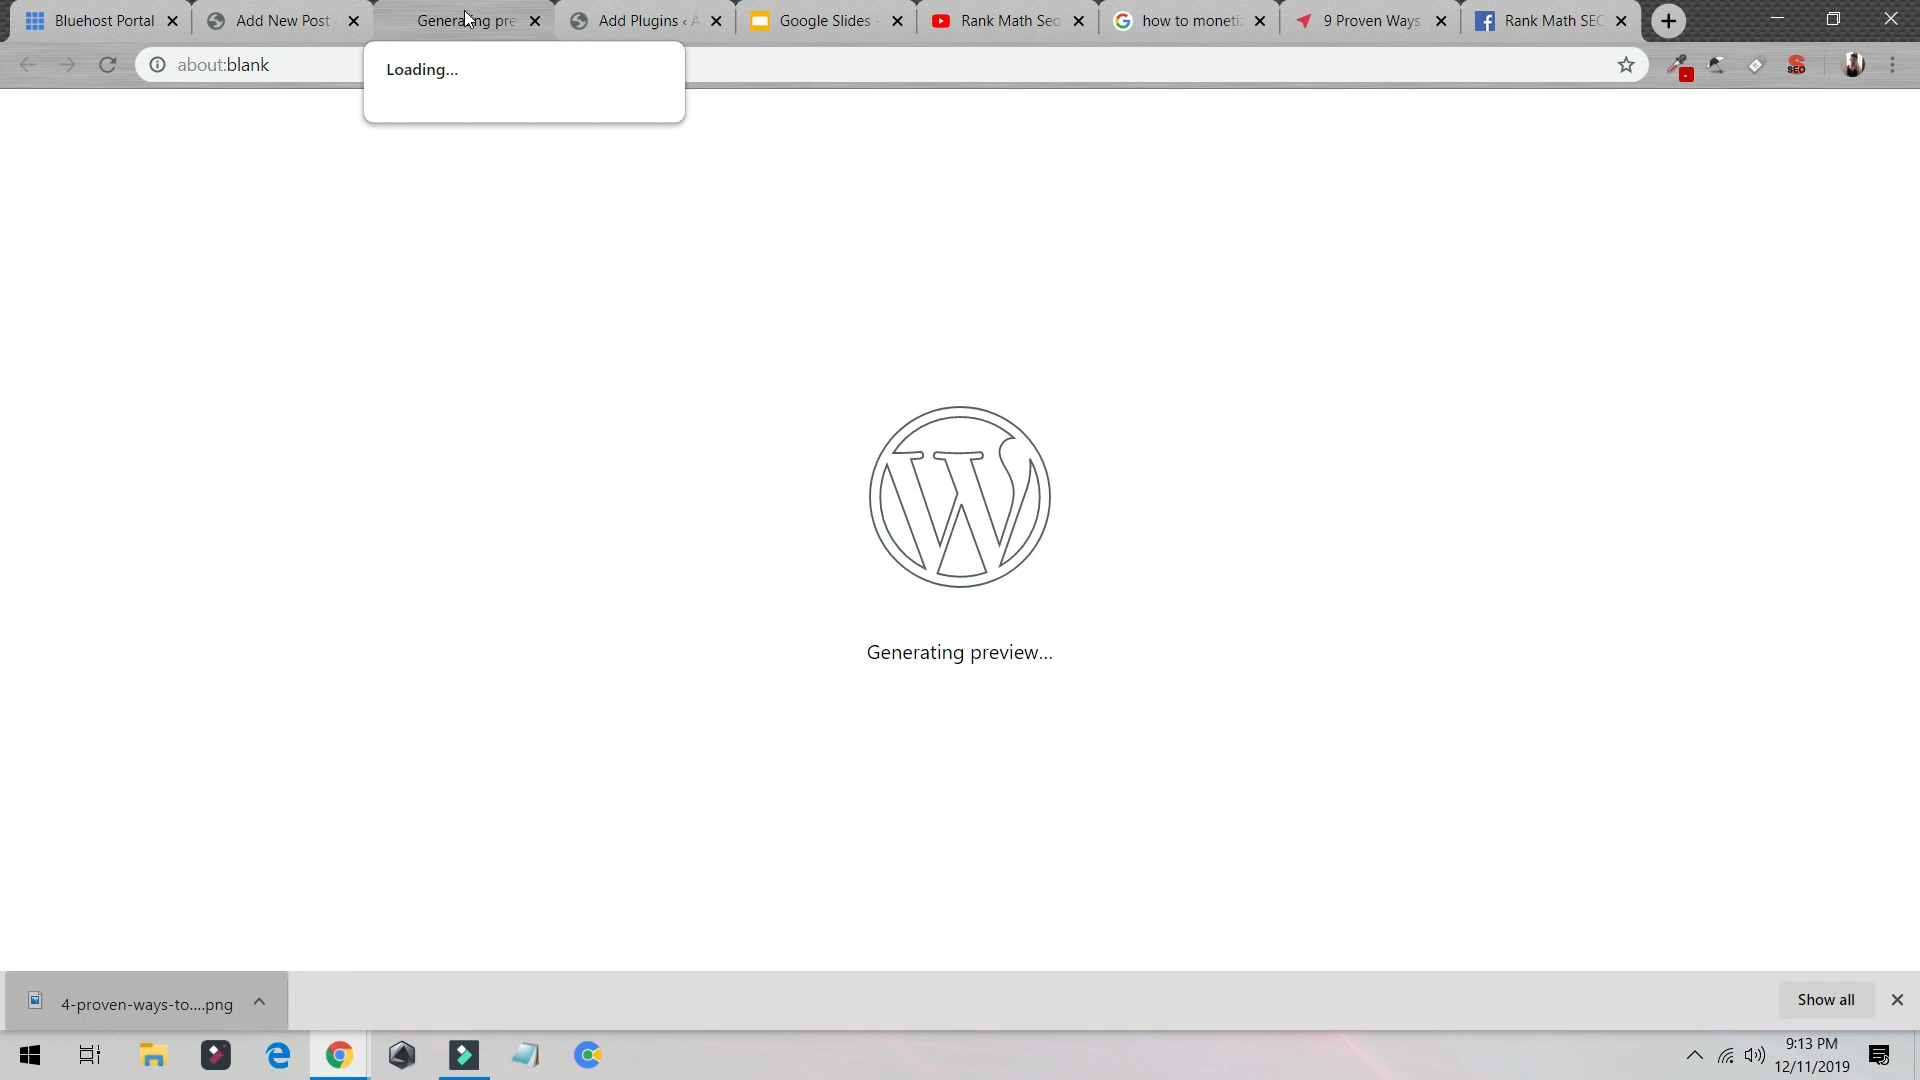 Bluehost Portal
Add New Post
Generating pre
Add Plugins ‹ A
Google Slides -
Rank Math Seo
how to moneti
9 Proven Ways
Rank Math SEO
about:blank
SEO
Loading...
W
Generating preview...
4-proven-ways-to....png
Show all
9:13 PM
12/11/2019